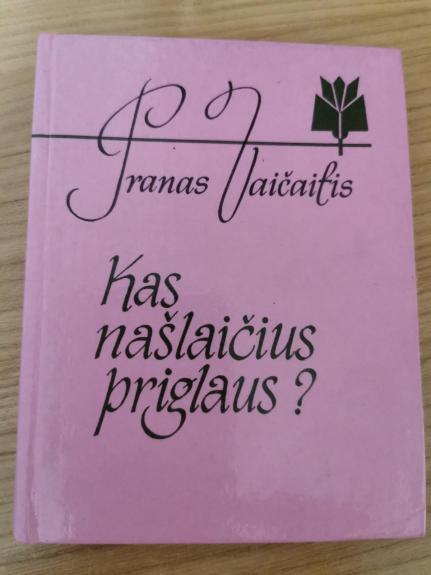 Pranas Vaičaitis
Kas
našlaičius
priglaus?